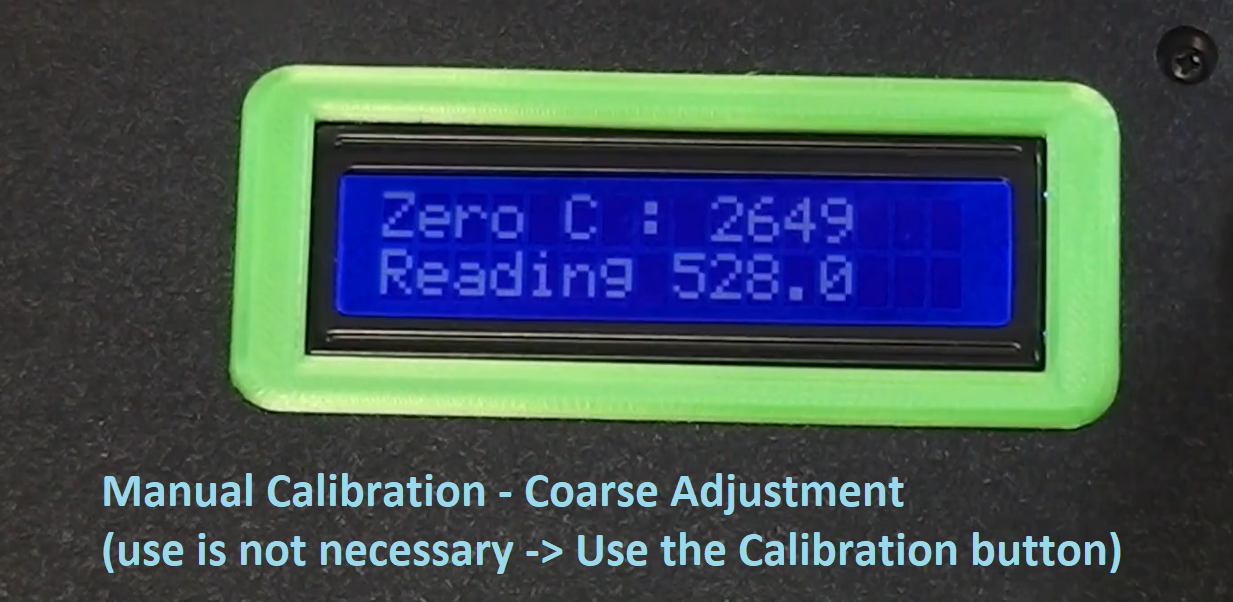 Zero C : 2649
Reading 528.0
Manual Calibration - Coarse Adjustment
(use is not necessary -> Use the Calibration button)